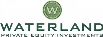 WATERLAND
PRIVATE EQUITY INVESTMENTS